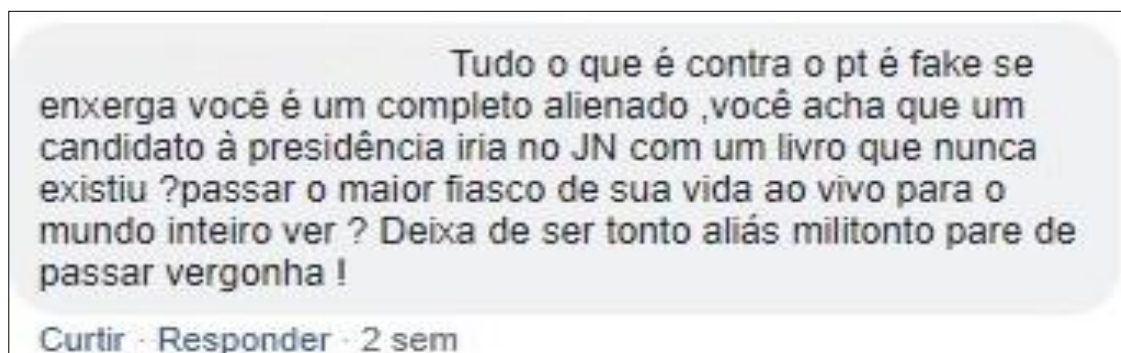 Tudo o que é contra o pt é fake se
enxerga você é um completo alienado ,você acha que um
candidato à presidência iria no JN com um livro que nunca
existiu ?passar o maior fiasco de sua vida ao vivo para o
mundo inteiro ver ? Deixa de ser tonto aliás militonto pare de
passar vergonha !
Curtir · Responder · 2 sem